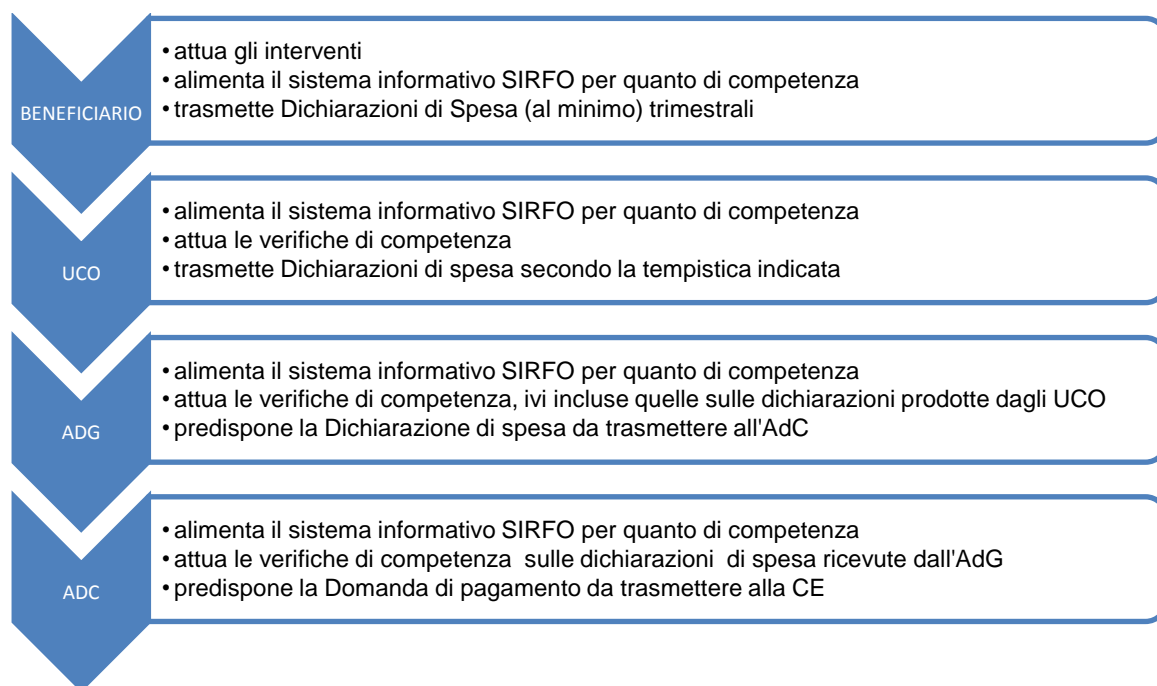 BENEFICIARIO
• attua gli interventi
• alimenta il sistema informativo SIRFO per quanto di competenza
• trasmette Dichiarazioni di Spesa (al minimo) trimestrali
UCO
• alimenta il sistema informativo SIRFO per quanto di competenza
• attua le verifiche di competenza
• trasmette Dichiarazioni di spesa secondo la tempistica indicata
ADG
• alimenta il sistema informativo SIRFO per quanto di competenza
• attua le verifiche di competenza, ivi incluse quelle sulle dichiarazioni prodotte dagli UCO
• predispone la Dichiarazione di spesa da trasmettere all'AdC
ADC
• alimenta il sistema informativo SIRFO per quanto di competenza
• attua le verifiche di competenza sulle dichiarazioni di spesa ricevute dall'AdG
• predispone la Domanda di pagamento da trasmettere alla CE